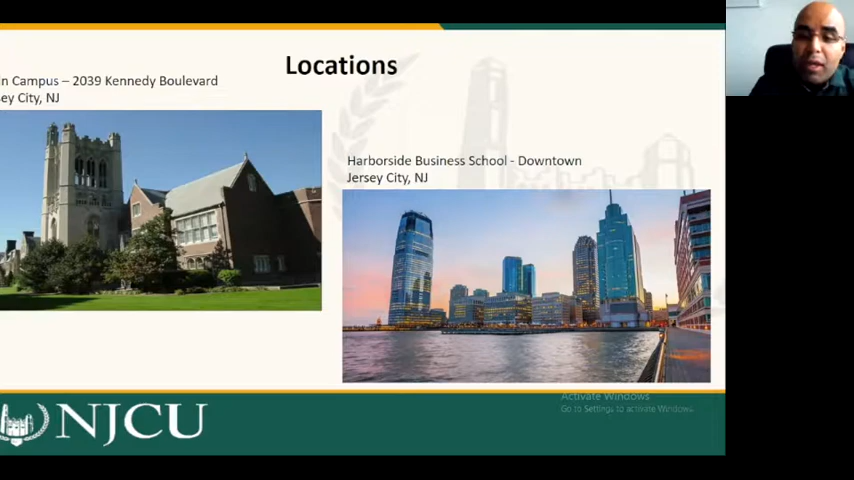 Locations
n Campus – 2039 Kennedy Boulevard
ey City, NJ
Harborside Business School - Downtown
Jersey City, NJ
NJCU
Activate Windows
Go to Settings to activate Windows.